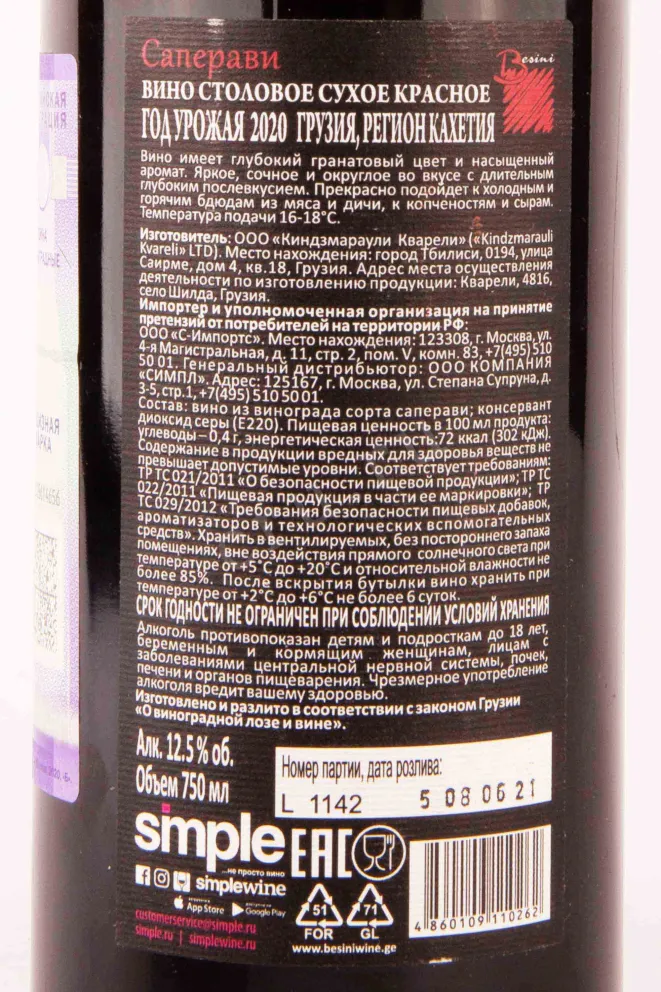 Саперави
Besini
ВИНО СТОЛОВОЕ СУХОЕ КРАСНОЕ
ГОД УРОЖАЯ 2020 ГРУЗИЯ, РЕГИОН КАХЕТИЯ
Вино имеет глубокий гранатовый цвет и насыщенный
аромат. Яркое, сочное и округлое во вкусе с длительным
глубоким послевкусием. Прекрасно подойдет к холодным и
горячим бдюдам из мяса и дичи, к копченостям и сырам.
Температура подачи 16-18°С.
Изготовитель: ООО «Киндзмараули Кварели» («Kindzmarauli
Kvareli» LTD). Место нахождения: город Тбилиси, 0194, улица
Саирме, дом 4, кв.18, Грузия. Адрес места осуществления
деятельности по изготовлению продукции: Кварели, 4816,
село Шилда, Грузия.
Импортер и уполномоченная организация на принятие
претензий от потребителей на территории РФ:
ООО «С-Импортс». Место нахождения: 123308, г. Москва, ул.
4-я Магистральная, д. 11, стр. 2, пом. V, комн. 83, +7(495) 510
50 01. Генеральный дистрибьютор: ООО КОМПАНИЯ
«СИМПЛ». Адрес: 125167, г. Москва, ул. Степана Супруна, д.
3-5, стр.1, +7(495) 510 50 01.
Состав: вино из винограда сорта саперави; консервант
диоксид серы (Е220). Пищевая ценность в 100 мл продукта:
углеводы – 0,4 г, энергетическая ценность:72 ккал (302 кДж).
Содержание в продукции вредных для здоровья веществ не
превышает допустимые уровни. Соответствует требованиям:
ТР ТС 021/2011 «О безопасности пищевой продукции»; ТР ТС
022/2011 «Пищевая продукция в части ее маркировки»; ТР
ТС 029/2012 «Требования безопасности пищевых добавок,
ароматизаторов и технологических вспомогательных
средств». Хранить в вентилируемых, без постороннего запаха
помещениях, вне воздействия прямого солнечного света при
температуре от +5°С до +20°С и относительной влажности не
более 85%. После вскрытия бутылки вино хранить при
температуре от +2°С до +6°С не более 6 суток.
СРОК ГОДНОСТИ НЕ ОГРАНИЧЕН ПРИ СОБЛЮДЕНИИ УСЛОВИЙ ХРАНЕНИЯ
Алкоголь противопоказан детям и подросткам до 18 лет,
беременным и кормящим женщинам, лицам с
заболеваниями центральной нервной системы, почек,
печени и органов пищеварения. Чрезмерное употребление
алкоголя вредит вашему здоровью.
Изготовлено и разлито в соответствии с законом Грузии
«О виноградной лозе и вине».
Алк. 12.5 % об.
Объем 750 мл
Номер партии, дата розлива:
L 1142 5 08 06 21
simple
...не просто вино
simplewine
App Store
Google Play
customerservice@simple.ru
simple.ru | simplewine.ru
EAC
51
FOR
71
GL
www.besiniwine.ge
4 860109 110262